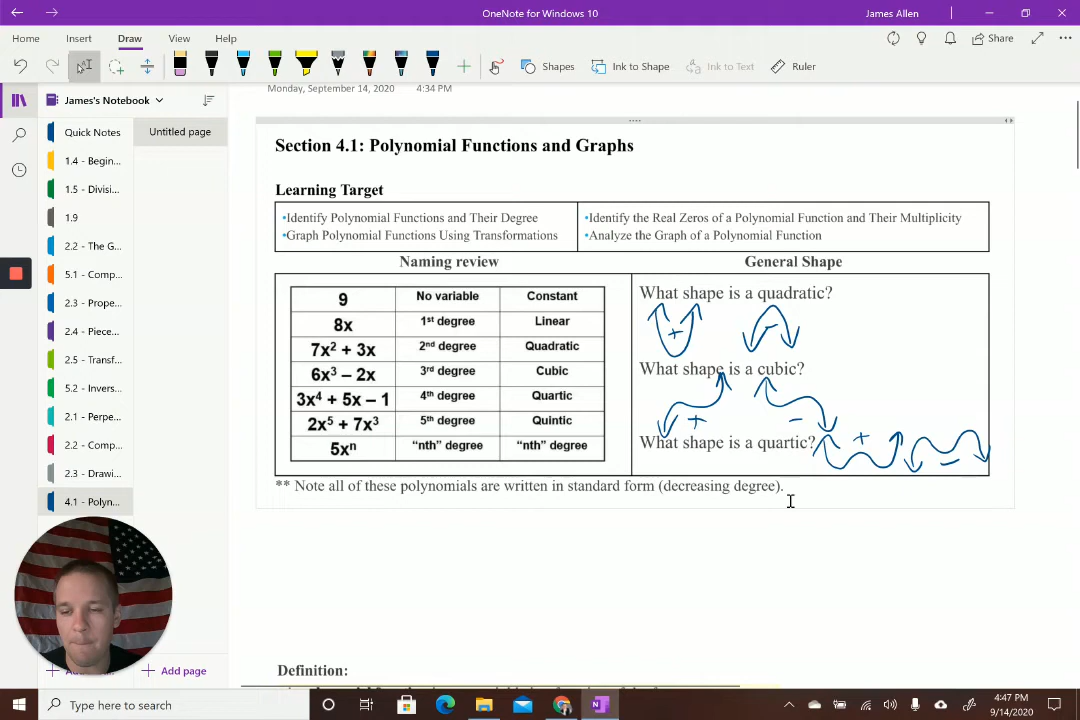 OneNote for Windows 10
James Allen
Home Insert Draw View Help
Share
Shapes Ink to Shape Ink to Text Ruler
James's Notebook
Monday, September 14, 2020 4:34 PM
Quick Notes
1.4 - Begin...
1.5 - Divisi...
1.9
2.2 - The G...
5.1 - Comp...
2.3 - Prope...
2.4 - Piece...
2.5 - Transf...
5.2 - Invers...
2.1 - Perpe...
2.2 - Comp...
2.3 - Drawi...
4.1 - Polyn...
Untitled page
Section 4.1: Polynomial Functions and Graphs
Learning Target
•Identify Polynomial Functions and Their Degree
•Graph Polynomial Functions Using Transformations
•Identify the Real Zeros of a Polynomial Function and Their Multiplicity
•Analyze the Graph of a Polynomial Function
Naming review
9 No variable Constant
8x 1st degree Linear
7x² + 3x 2nd degree Quadratic
6x³ – 2x 3rd degree Cubic
3x⁴ + 5x – 1 4th degree Quartic
2x⁵ + 7x³ 5th degree Quintic
5xⁿ "nth" degree "nth" degree
General Shape
What shape is a quadratic?
+ −
What shape is a cubic?
+ −
What shape is a quartic?
+ −
** Note all of these polynomials are written in standard form (decreasing degree).
Definition:
Add page
Type here to search
4:47 PM
9/14/2020